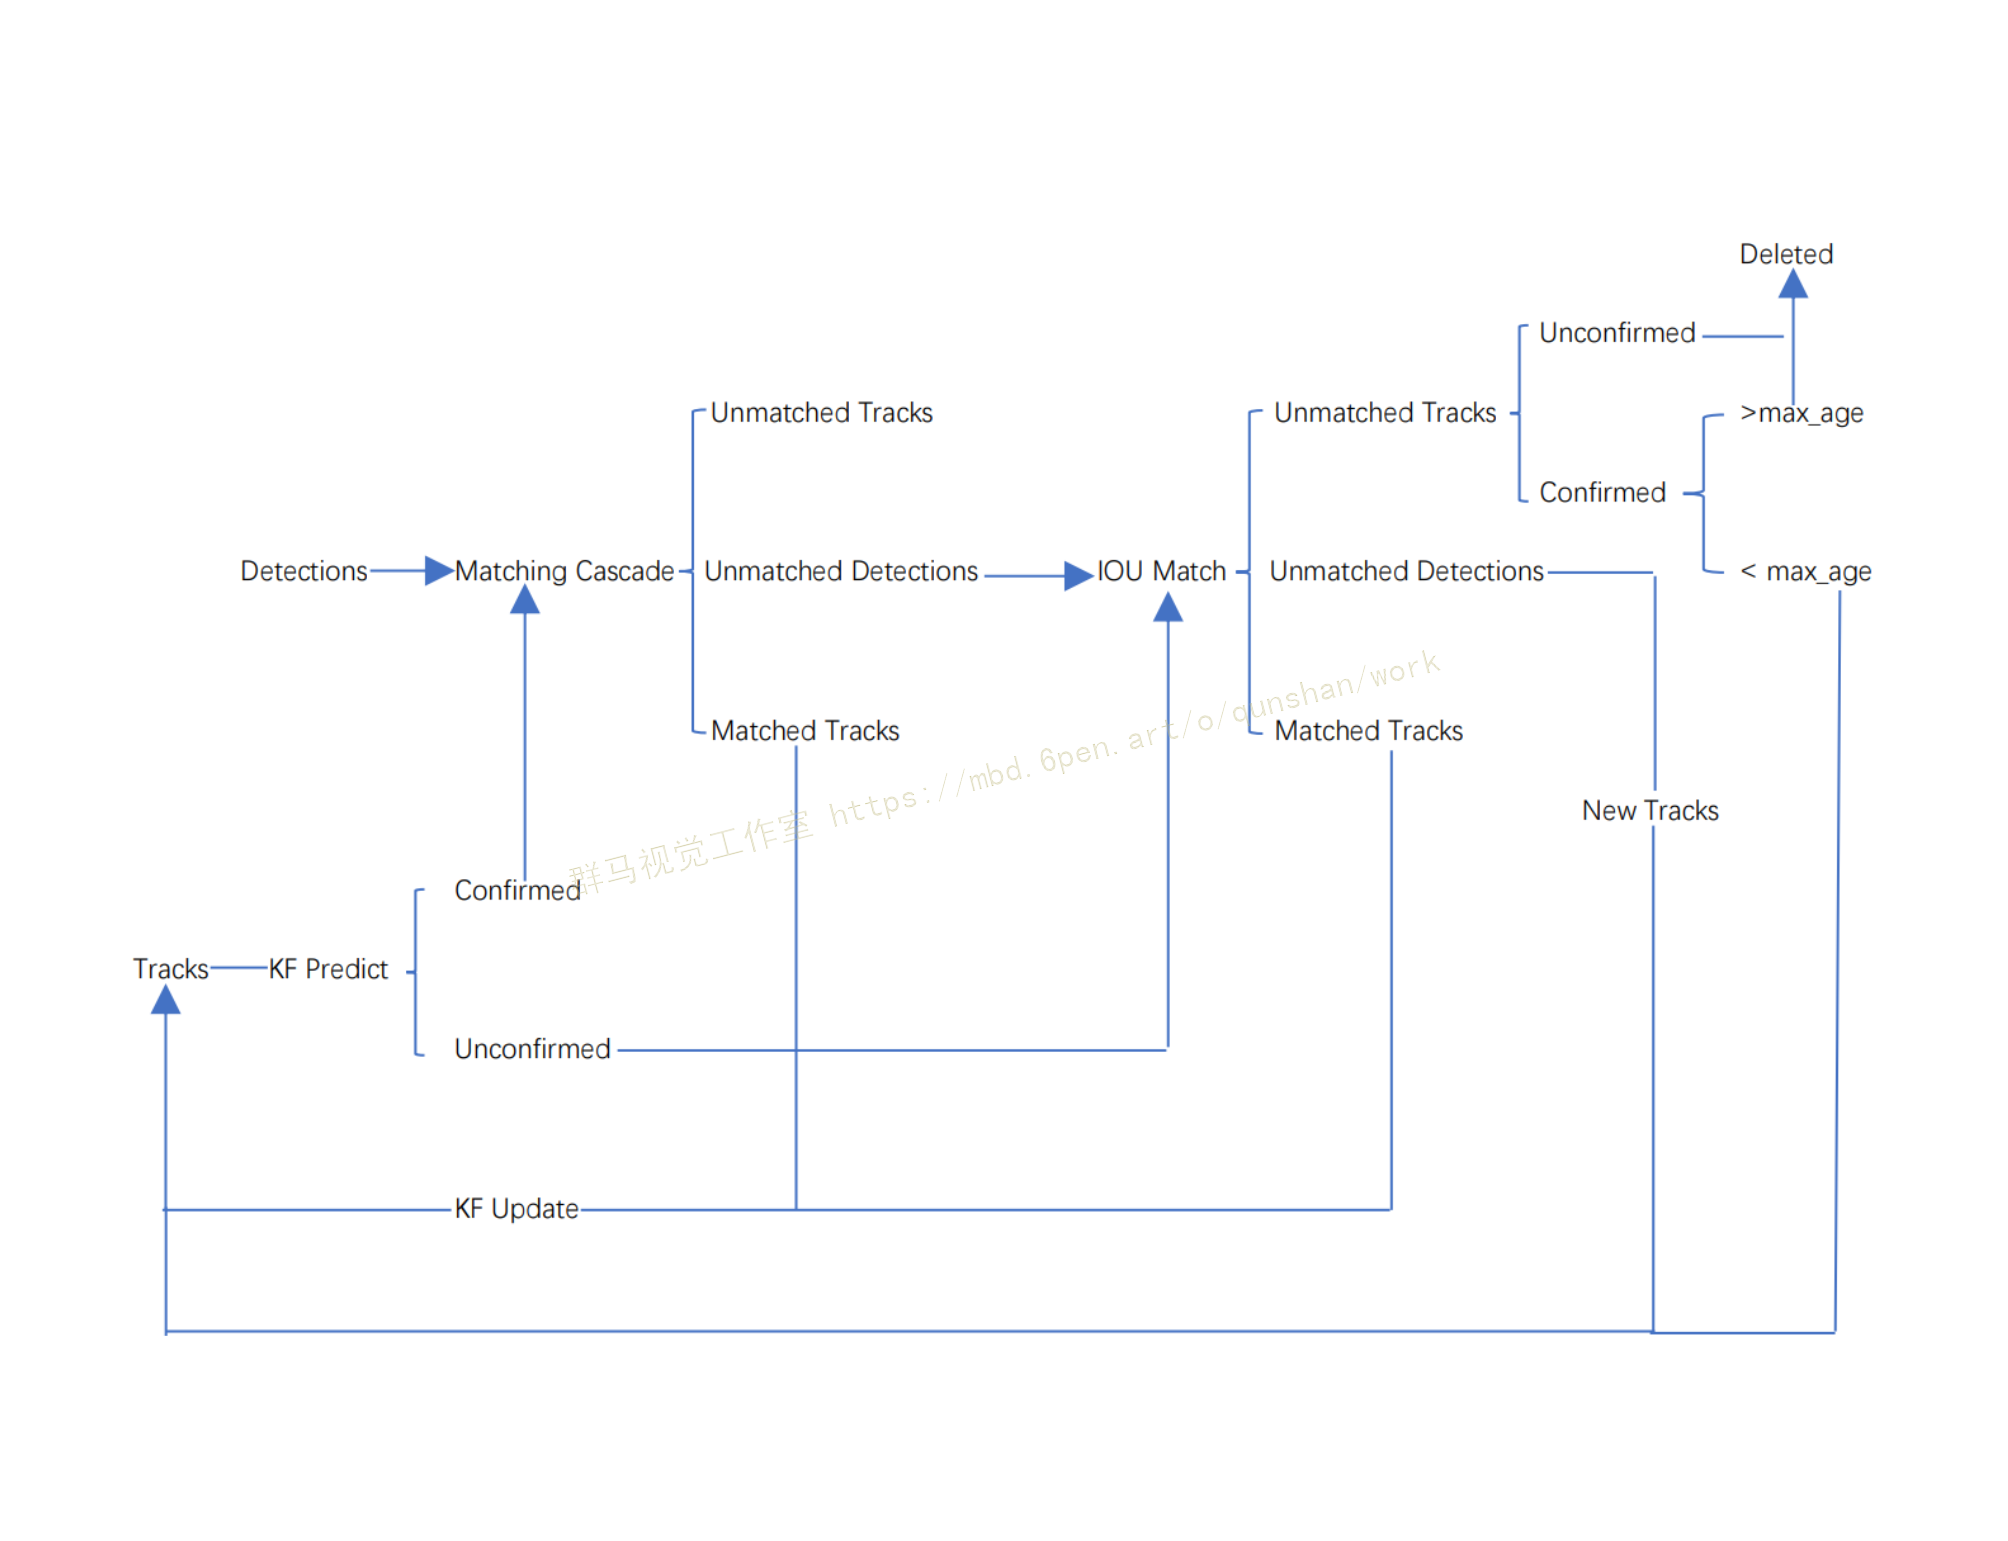 Deleted
Unconfirmed
Unmatched Tracks
Unmatched Tracks
>max_age
Confirmed
Detections
Matching Cascade
Unmatched Detections
IOU Match
Unmatched Detections
< max_age
Matched Tracks
Matched Tracks
群马视觉工作室 https://mbd.6pen.art/o/qunshan/work
New Tracks
Confirmed
Tracks
KF Predict
Unconfirmed
KF Update